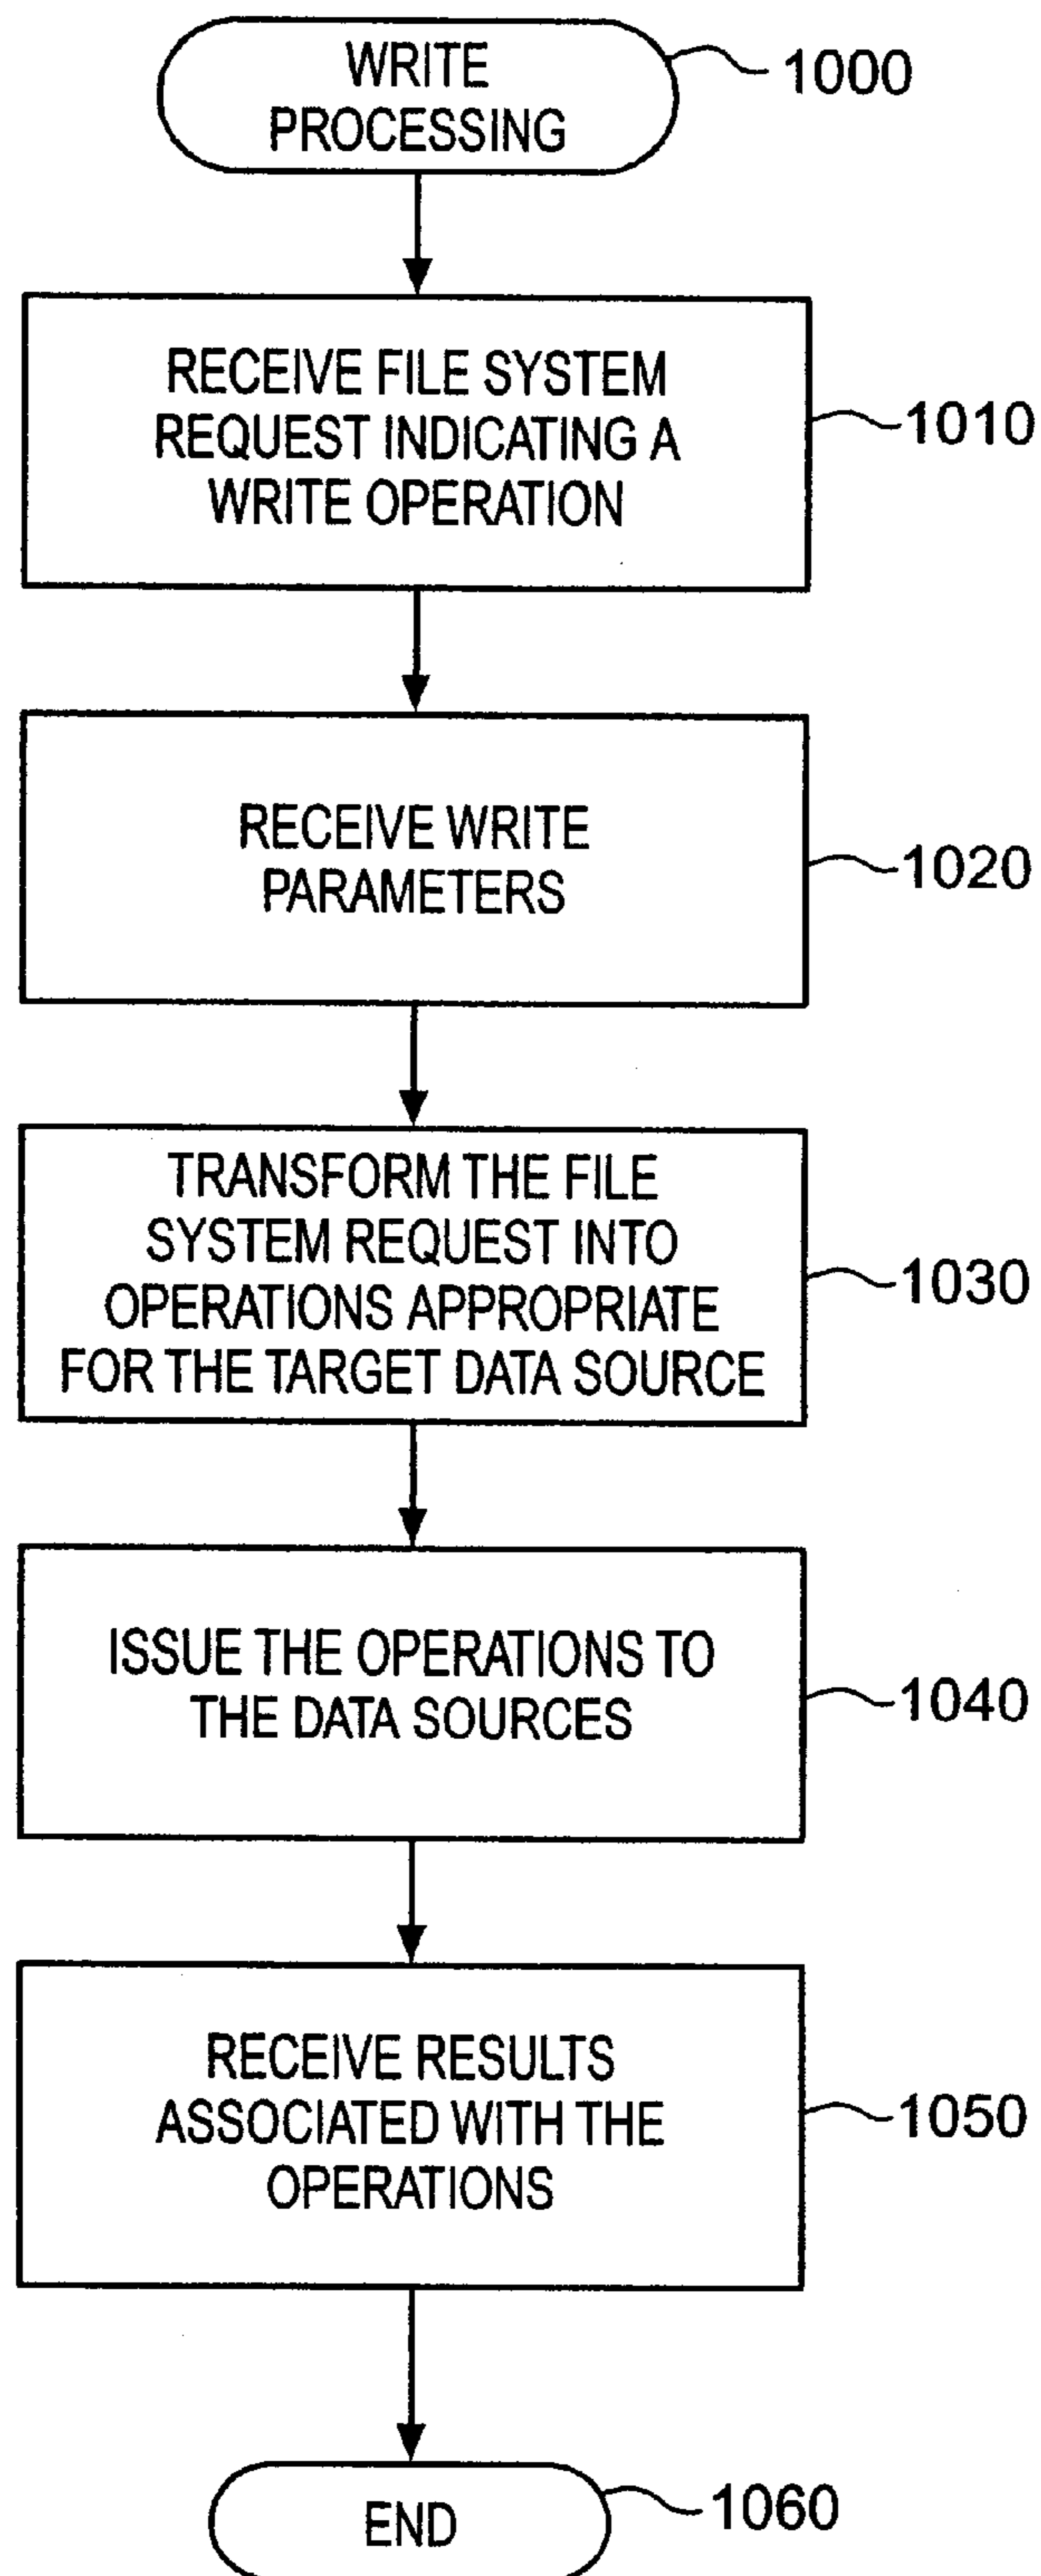 WRITE
PROCESSING
1000
RECEIVE FILE SYSTEM
REQUEST INDICATING A
WRITE OPERATION
1010
RECEIVE WRITE
PARAMETERS
1020
TRANSFORM THE FILE
SYSTEM REQUEST INTO
OPERATIONS APPROPRIATE
FOR THE TARGET DATA SOURCE
1030
ISSUE THE OPERATIONS TO
THE DATA SOURCES
1040
RECEIVE RESULTS
ASSOCIATED WITH THE
OPERATIONS
1050
END
1060